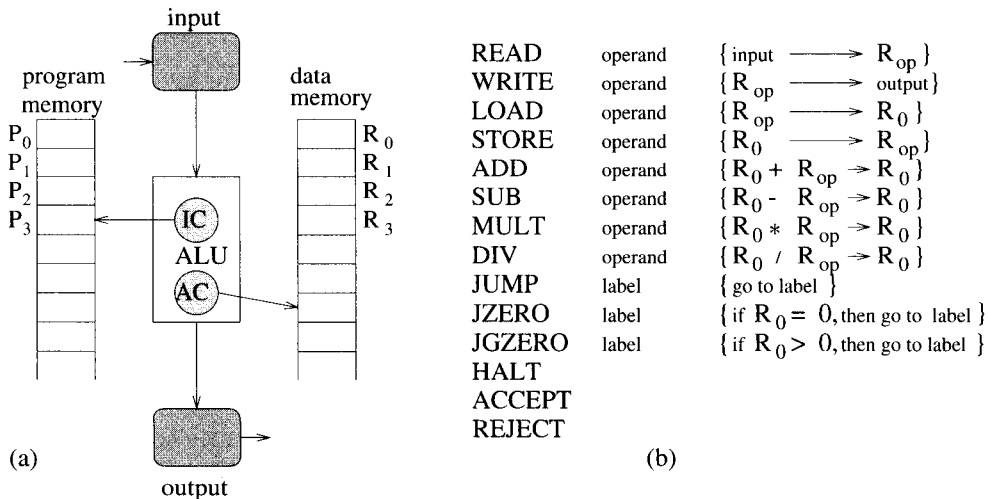 input
program
memory
data
memory
P0
P1
P2
P3
R0
R1
R2
R3
IC
ALU
AC
output
(a)
READ operand {input ⟶ Rop}
WRITE operand {Rop ⟶ output}
LOAD operand {Rop ⟶ R0}
STORE operand {R0 ⟶ Rop}
ADD operand {R0 + Rop → R0}
SUB operand {R0 - Rop → R0}
MULT operand {R0 * Rop → R0}
DIV operand {R0 / Rop → R0}
JUMP label {go to label}
JZERO label {if R0 = 0, then go to label}
JGZERO label {if R0 > 0, then go to label}
HALT
ACCEPT
REJECT
(b)